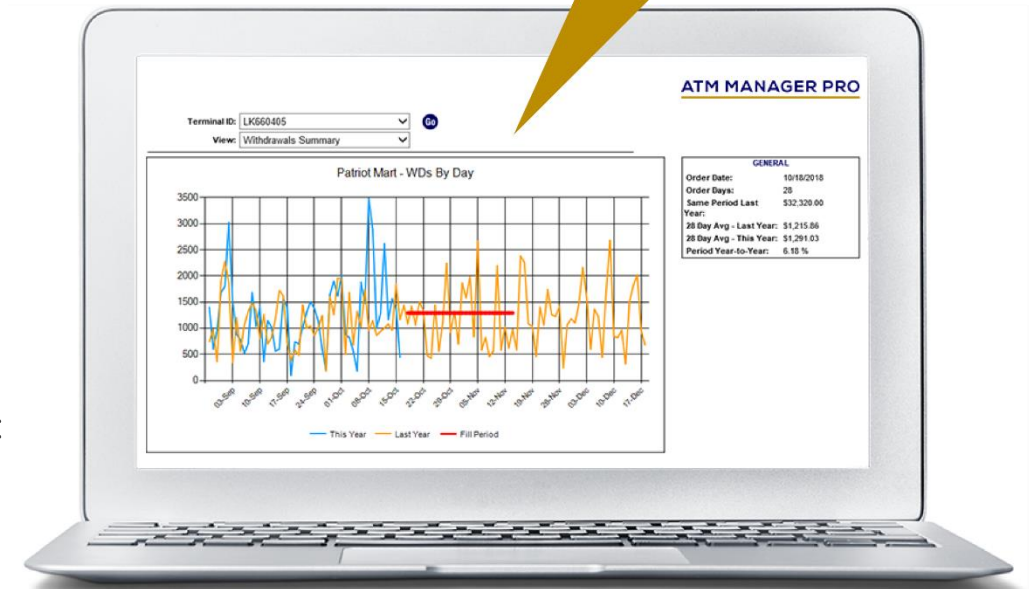 ATM MANAGER PRO
Terminal ID: LK660405 Go
View: Withdrawals Summary
Patriot Mart - WDs By Day
3500
3000
2500
2000
1500
1000
500
0
03-Sep 10-Sep 17-Sep 24-Sep 01-Oct 08-Oct 15-Oct 22-Oct 29-Oct 05-Nov 12-Nov 19-Nov 26-Nov 03-Dec 10-Dec 17-Dec
This Year Last Year Fill Period
GENERAL
Order Date: 10/18/2018
Order Days: 28
Same Period Last $32,320.00
Year:
28 Day Avg - Last Year: $1,215.86
28 Day Avg - This Year: $1,291.03
Period Year-to-Year: 6.18 %